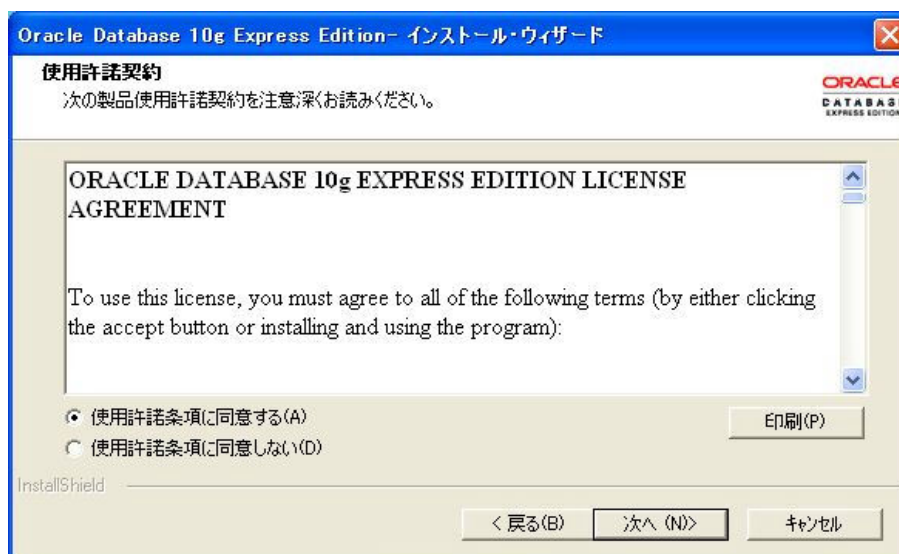 Oracle Database 10g Express Edition- インストール・ウィザード
使用許諾契約
次の製品使用許諾契約を注意深くお読みください。
ORACLE
DATABASE
EXPRESS EDITION
ORACLE DATABASE 10g EXPRESS EDITION LICENSE
AGREEMENT
To use this license, you must agree to all of the following terms (by either clicking
the accept button or installing and using the program):
使用許諾条項に同意する(A)
印刷(P)
使用許諾条項に同意しない(D)
InstallShield
< 戻る(B)
次へ (N)>
キャンセル